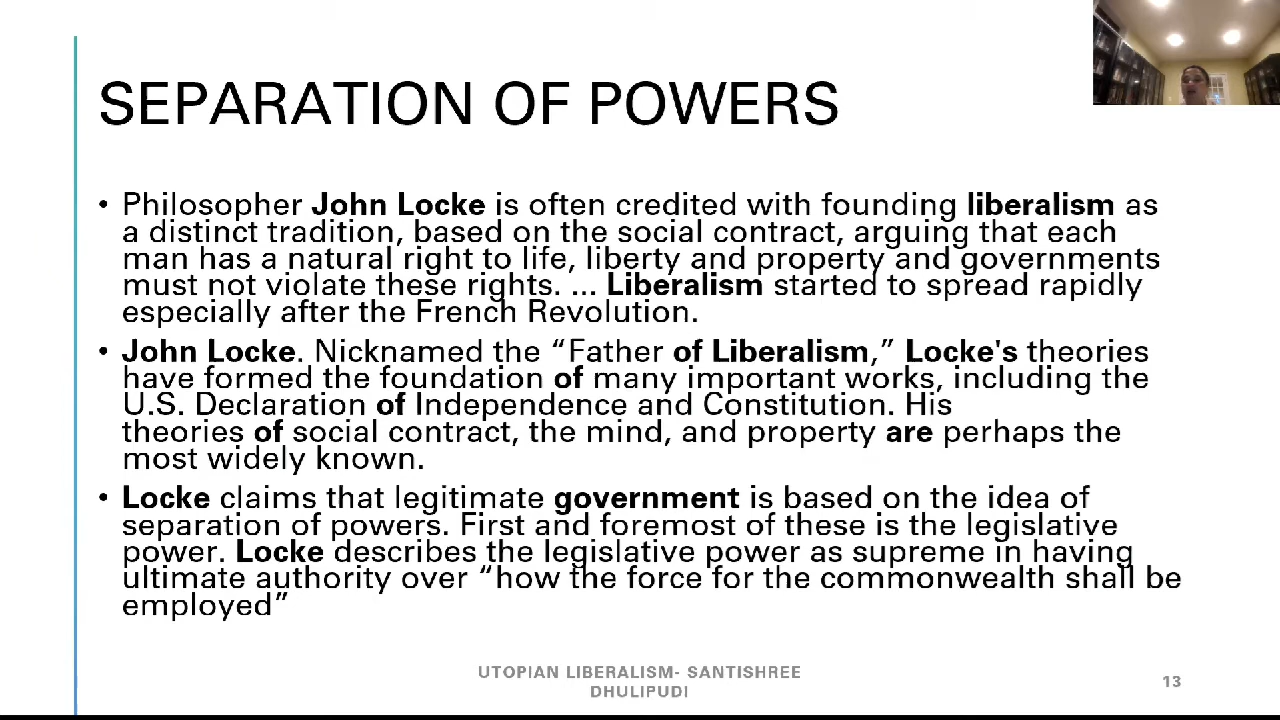 SEPARATION OF POWERS
• Philosopher John Locke is often credited with founding liberalism as
a distinct tradition, based on the social contract, arguing that each
man has a natural right to life, liberty and property and governments
must not violate these rights. ... Liberalism started to spread rapidly
especially after the French Revolution.
• John Locke. Nicknamed the “Father of Liberalism,” Locke's theories
have formed the foundation of many important works, including the
U.S. Declaration of Independence and Constitution. His
theories of social contract, the mind, and property are perhaps the
most widely known.
• Locke claims that legitimate government is based on the idea of
separation of powers. First and foremost of these is the legislative
power. Locke describes the legislative power as supreme in having
ultimate authority over “how the force for the commonwealth shall be
employed”
UTOPIAN LIBERALISM- SANTISHREE
DHULIPUDI
13